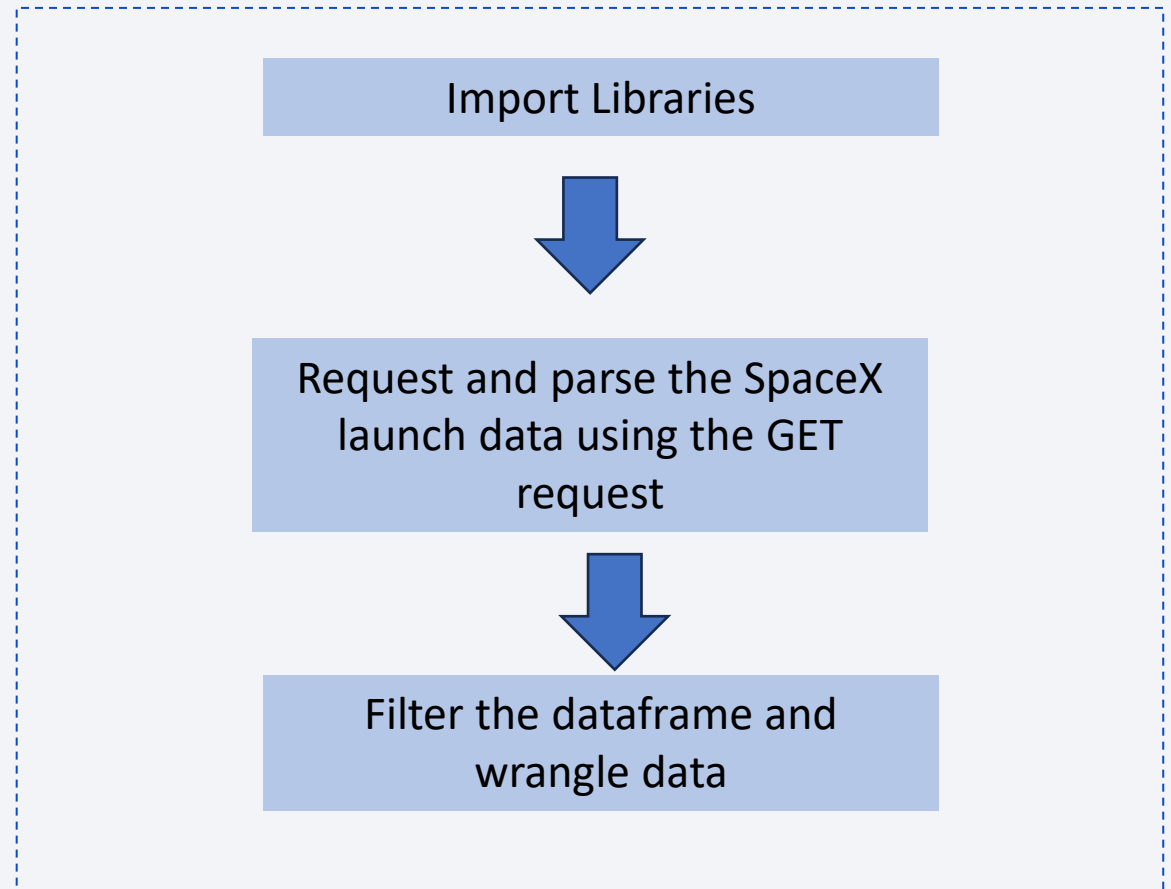 Import Libraries
Request and parse the SpaceX
launch data using the GET
request
Filter the dataframe and
wrangle data